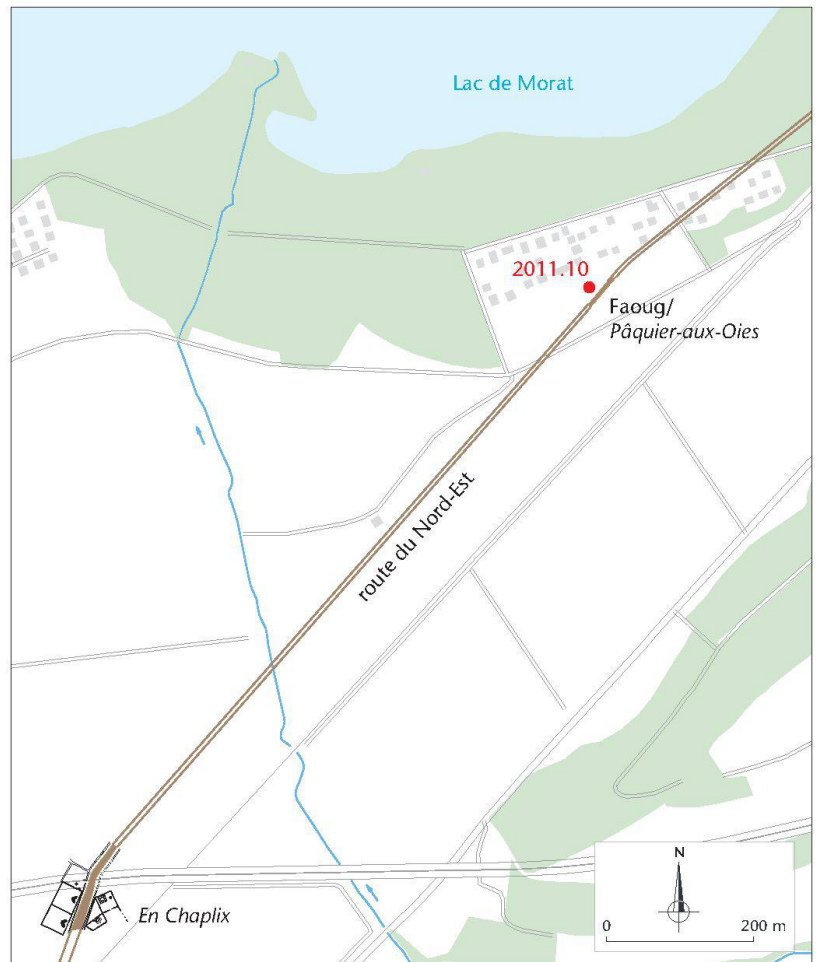 Lac de Morat
2011.10
Faoug/
Pâquier-aux-Oies
route du Nord-Est
En Chaplix
N
0 200 m